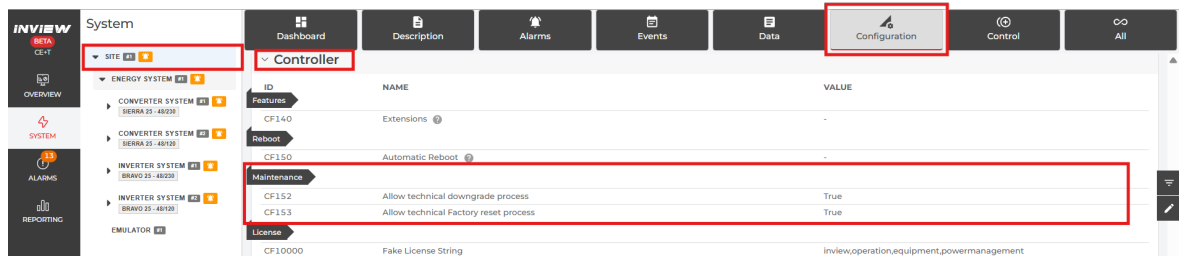 INVIEW
BETA
CE+T
OVERVIEW
SYSTEM
13
ALARMS
REPORTING
System
SITE #1
ENERGY SYSTEM #1
CONVERTER SYSTEM #1
SIERRA 25 - 48/230
CONVERTER SYSTEM #2
SIERRA 25 - 48/120
INVERTER SYSTEM #1
BRAVO 25 - 48/230
INVERTER SYSTEM #2
BRAVO 25 - 48/120
EMULATOR #1
Dashboard Description Alarms Events Data Configuration Control All
Controller
ID NAME VALUE
Features
CF140 Extensions ? -
Reboot
CF150 Automatic Reboot ? -
Maintenance
CF152 Allow technical downgrade process True
CF153 Allow technical Factory reset process True
License
CF10000 Fake License String inview,operation,equipment,powermanagement